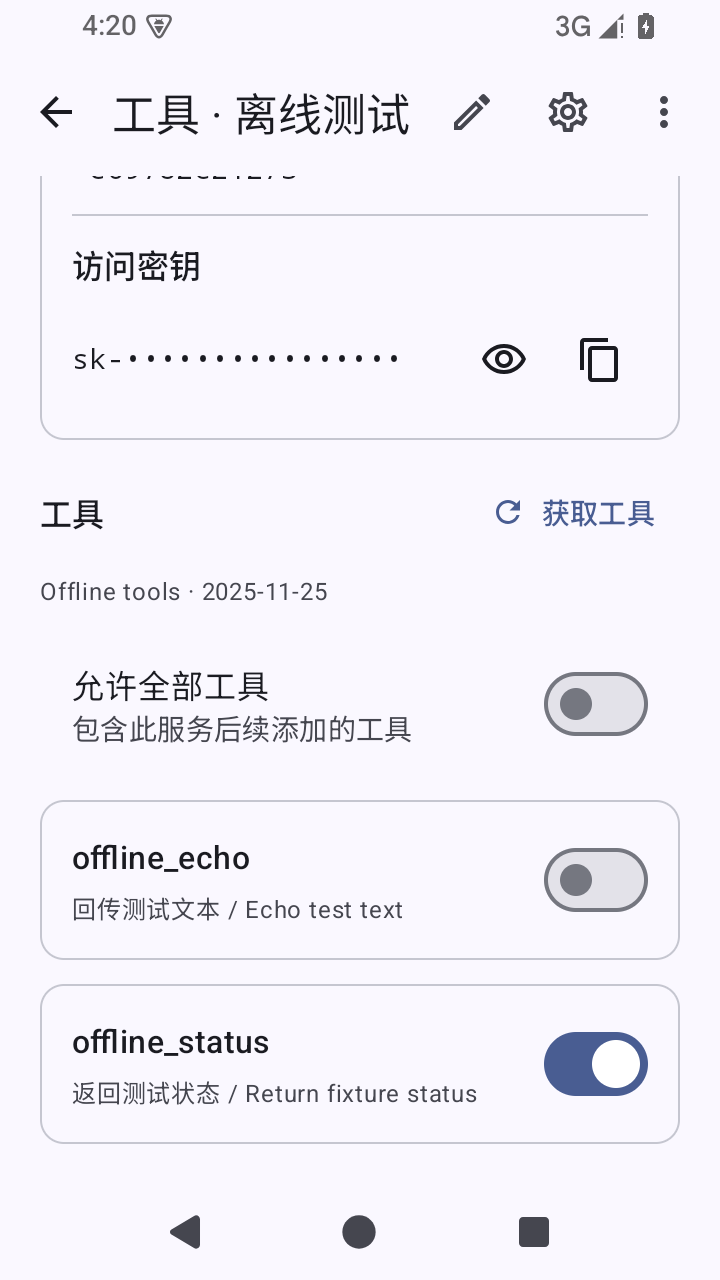 4:20
3G
工具 · 离线测试
访问密钥
sk-••••••••••••••••
工具
获取工具
Offline tools · 2025-11-25
允许全部工具
包含此服务后续添加的工具
offline_echo
回传测试文本 / Echo test text
offline_status
返回测试状态 / Return fixture status